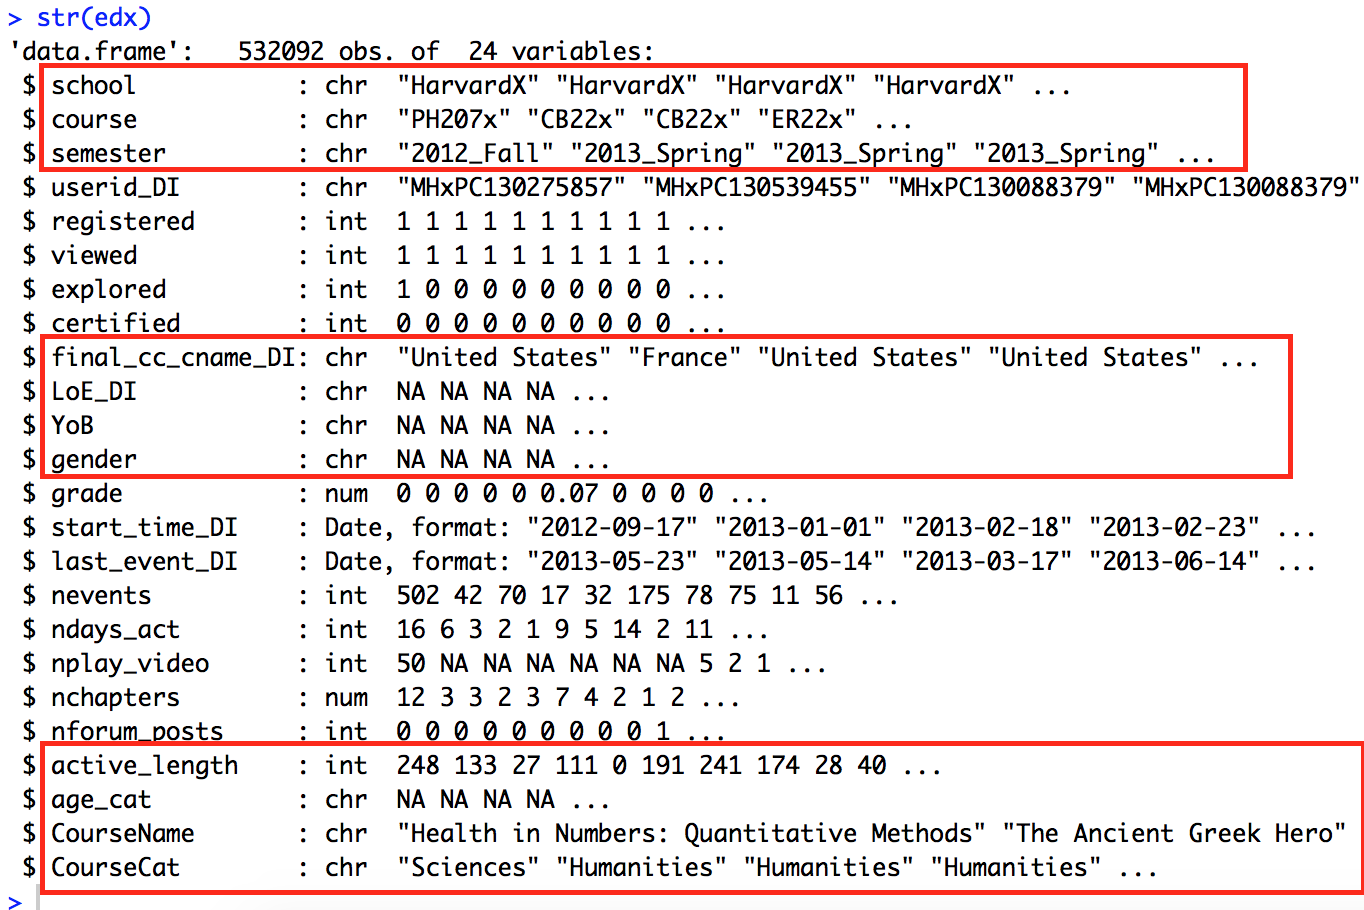 > str(edx)
'data.frame':   532092 obs. of  24 variables:
 $ school          : chr  "HarvardX" "HarvardX" "HarvardX" "HarvardX" ...
 $ course          : chr  "PH207x" "CB22x" "CB22x" "ER22x" ...
 $ semester        : chr  "2012_Fall" "2013_Spring" "2013_Spring" "2013_Spring" ...
 $ userid_DI       : chr  "MHxPC130275857" "MHxPC130539455" "MHxPC130088379" "MHxPC130088379"
 $ registered      : int  1 1 1 1 1 1 1 1 1 1 ...
 $ viewed          : int  1 1 1 1 1 1 1 1 1 1 ...
 $ explored        : int  1 0 0 0 0 0 0 0 0 0 ...
 $ certified       : int  0 0 0 0 0 0 0 0 0 0 ...
 $ final_cc_cname_DI: chr  "United States" "France" "United States" "United States" ...
 $ LoE_DI          : chr  NA NA NA NA ...
 $ YoB             : chr  NA NA NA NA ...
 $ gender          : chr  NA NA NA NA ...
 $ grade           : num  0 0 0 0 0 0.07 0 0 0 0 ...
 $ start_time_DI   : Date, format: "2012-09-17" "2013-01-01" "2013-02-18" "2013-02-23" ...
 $ last_event_DI   : Date, format: "2013-05-23" "2013-05-14" "2013-03-17" "2013-06-14" ...
 $ nevents         : int  502 42 70 17 32 175 78 75 11 56 ...
 $ ndays_act       : int  16 6 3 2 1 9 5 14 2 11 ...
 $ nplay_video     : int  50 NA NA NA NA NA NA 5 2 1 ...
 $ nchapters       : num  12 3 3 2 3 7 4 2 1 2 ...
 $ nforum_posts    : int  0 0 0 0 0 0 0 0 0 1 ...
 $ active_length   : int  248 133 27 111 0 191 241 174 28 40 ...
 $ age_cat         : chr  NA NA NA NA ...
 $ CourseName      : chr  "Health in Numbers: Quantitative Methods" "The Ancient Greek Hero"
 $ CourseCat       : chr  "Sciences" "Humanities" "Humanities" "Humanities" ...
>